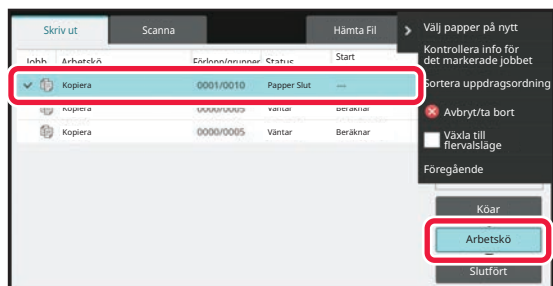 Skriv ut
Scanna
Hämta Fil
Välj papper på nytt
Kontrollera info för
det markerade jobbet
Sortera uppdragsordning
Avbryt/ta bort
Växla till
flervalsläge
Föregående
Jobb Arbetskö Förlopp/grupper Status Start
Kopiera 0001/0010 Papper Slut ---
Kopiera 0000/0005 Väntar Beräknar
Kopiera 0000/0005 Väntar Beräknar
Köar
Arbetskö
Slutfört